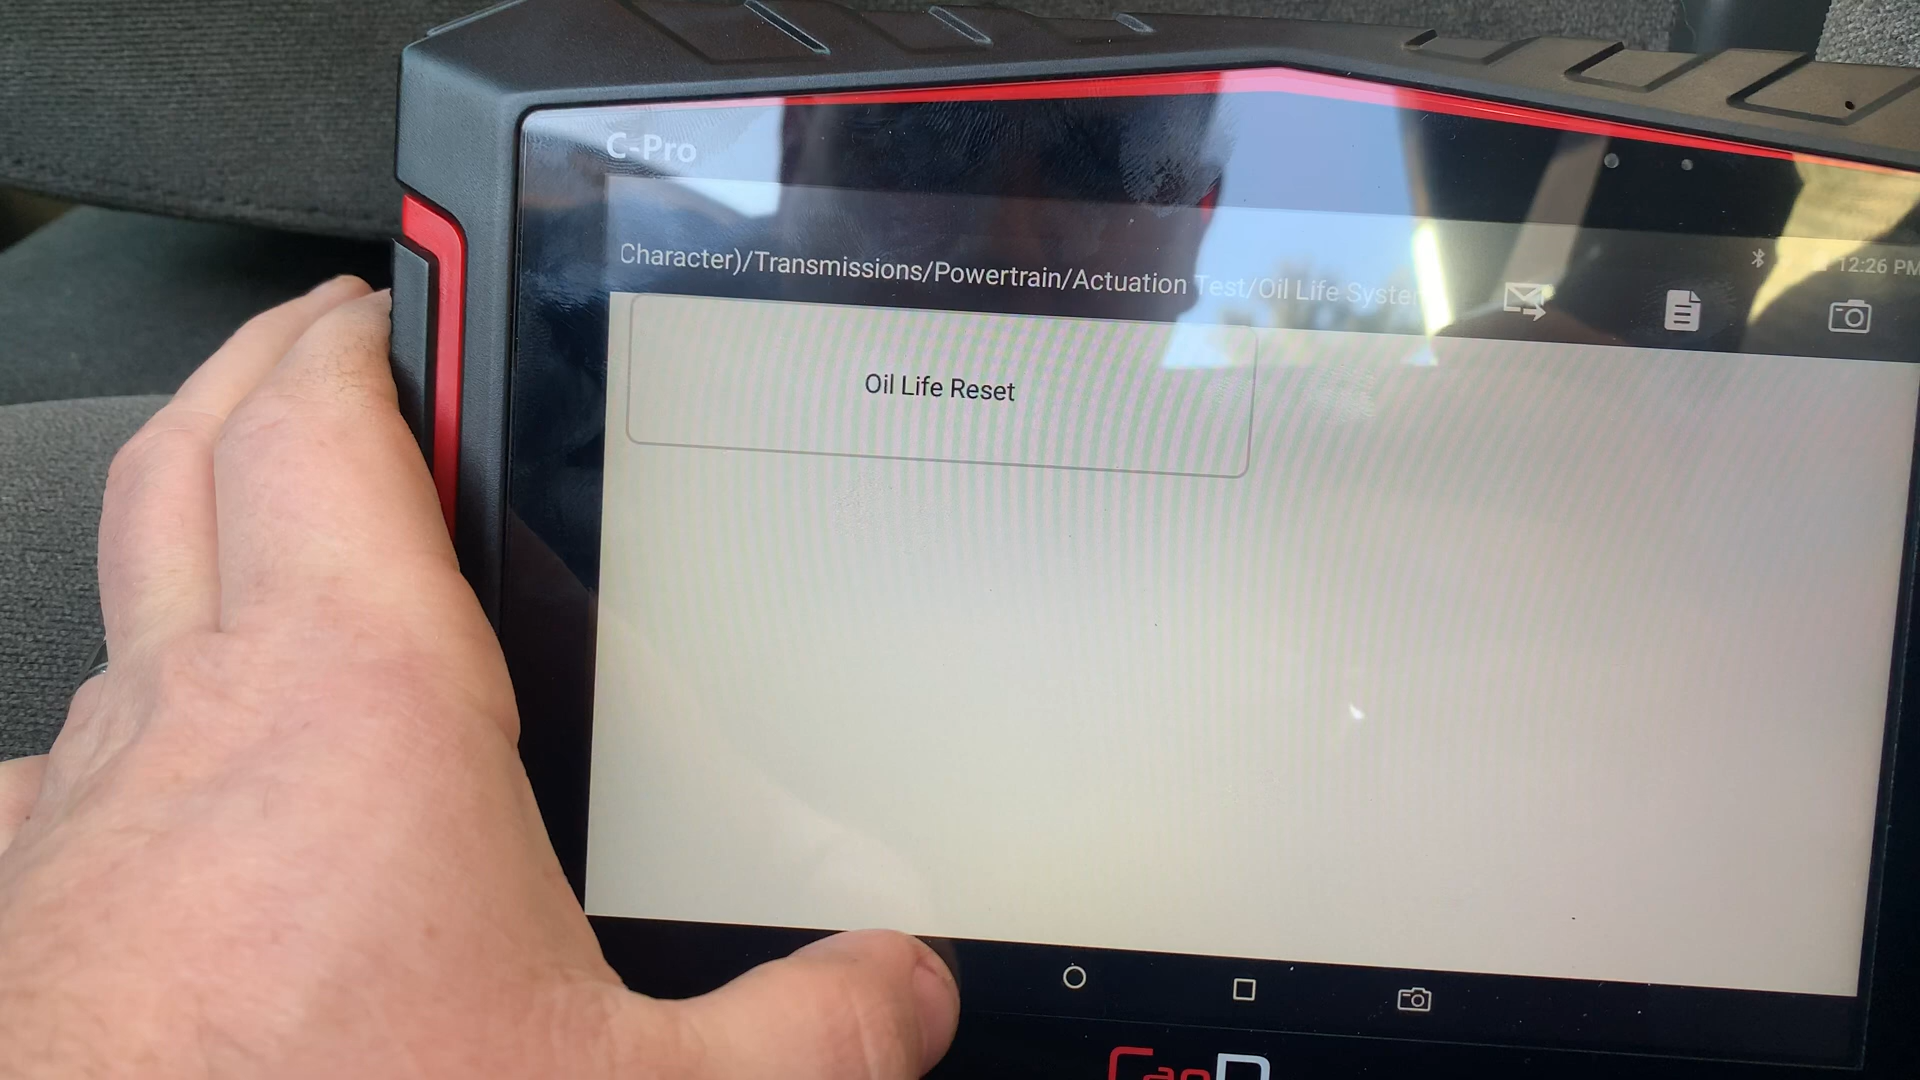 C-Pro
12:26 PM
Character)/Transmissions/Powertrain/Actuation Test/Oil Life System
Oil Life Reset